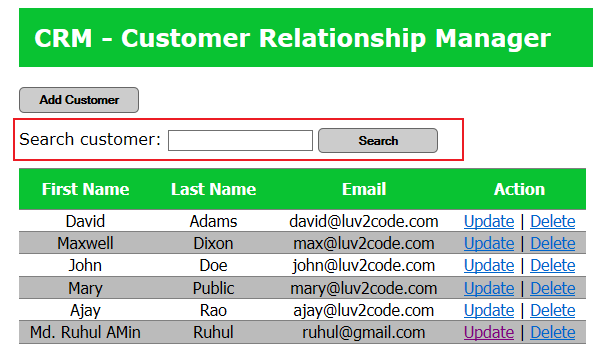 CRM - Customer Relationship Manager
Add Customer
Search customer: Search
First Name Last Name Email Action
David Adams david@luv2code.com Update | Delete
Maxwell Dixon max@luv2code.com Update | Delete
John Doe john@luv2code.com Update | Delete
Mary Public mary@luv2code.com Update | Delete
Ajay Rao ajay@luv2code.com Update | Delete
Md. Ruhul AMin Ruhul ruhul@gmail.com Update | Delete